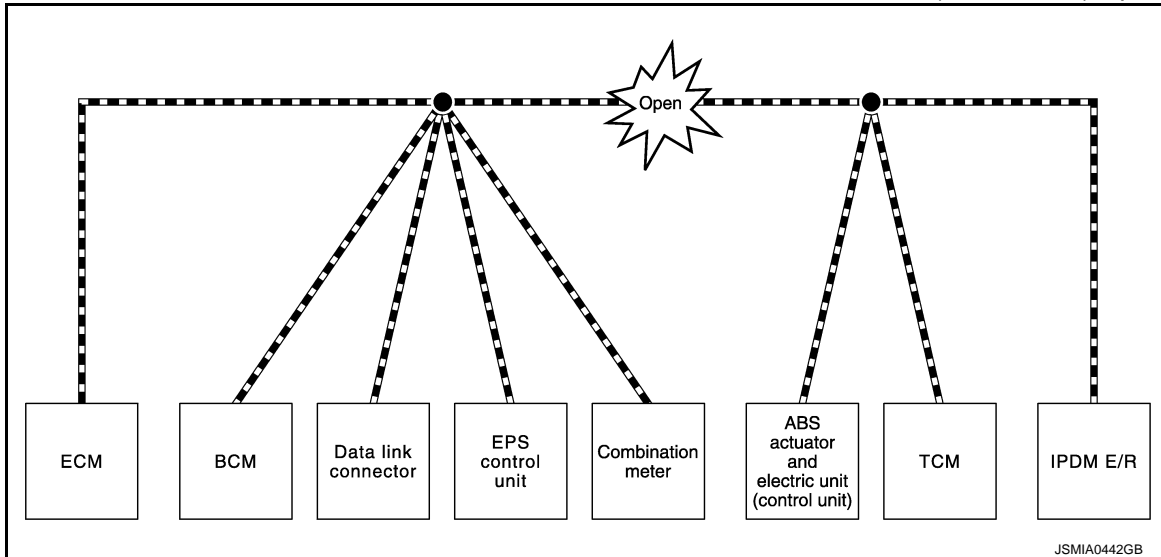 Open
ECM
BCM
Data link
connector
EPS
control
unit
Combination
meter
ABS
actuator
and
electric unit
(control unit)
TCM
IPDM E/R
JSMIA0442GB